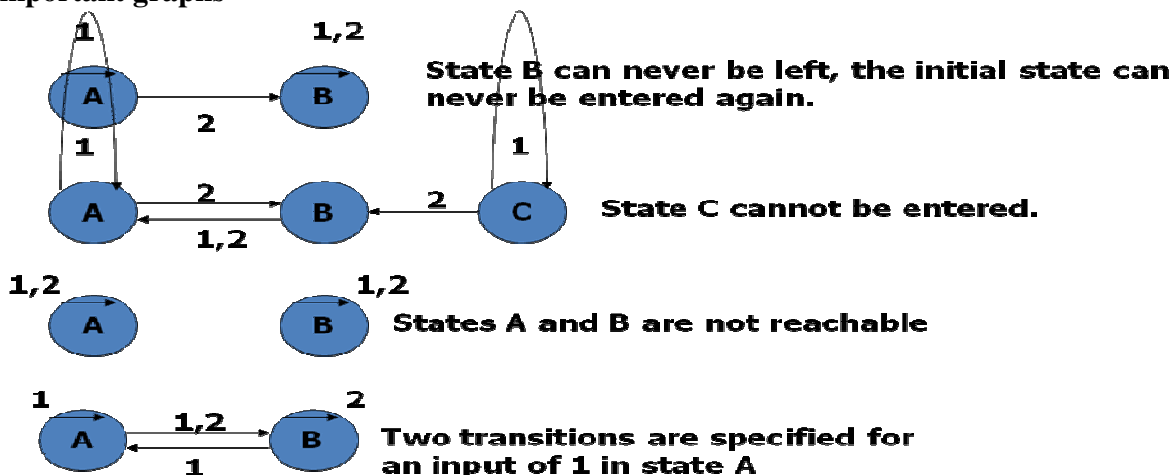 mportant graphs
1
1,2
A
B
State B can never be left, the initial state can
never be entered again.
2
1
1
A
2
B
2
C
State C cannot be entered.
1,2
1,2
1,2
A
B
States A and B are not reachable
1
1,2
2
A
B
Two transitions are specified for
1
an input of 1 in state A